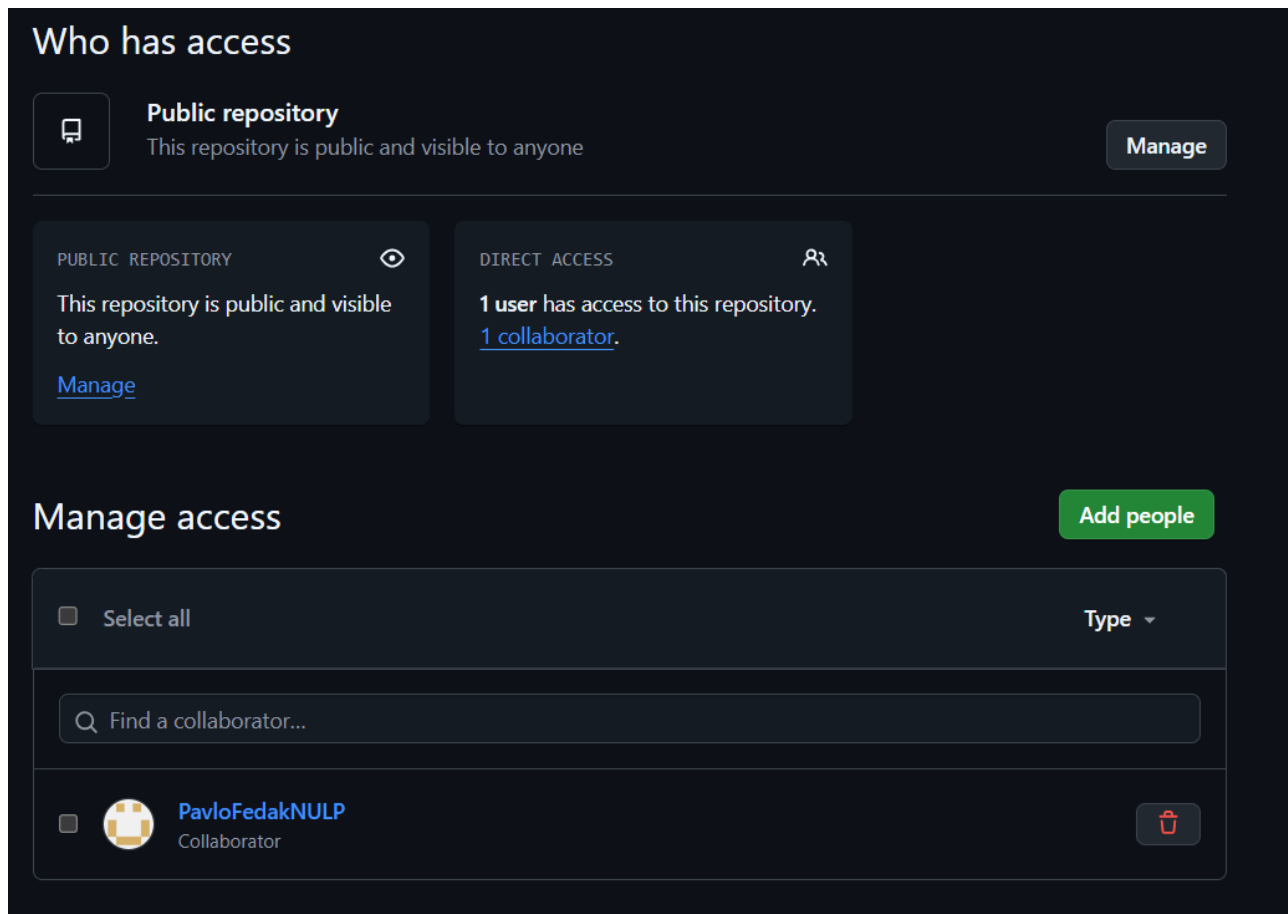 Who has access
Public repository
This repository is public and visible to anyone
Manage
PUBLIC REPOSITORY
This repository is public and visible
to anyone.
Manage
DIRECT ACCESS
1 user has access to this repository.
1 collaborator.
Manage access
Add people
Select all
Type
Find a collaborator...
PavloFedakNULP
Collaborator